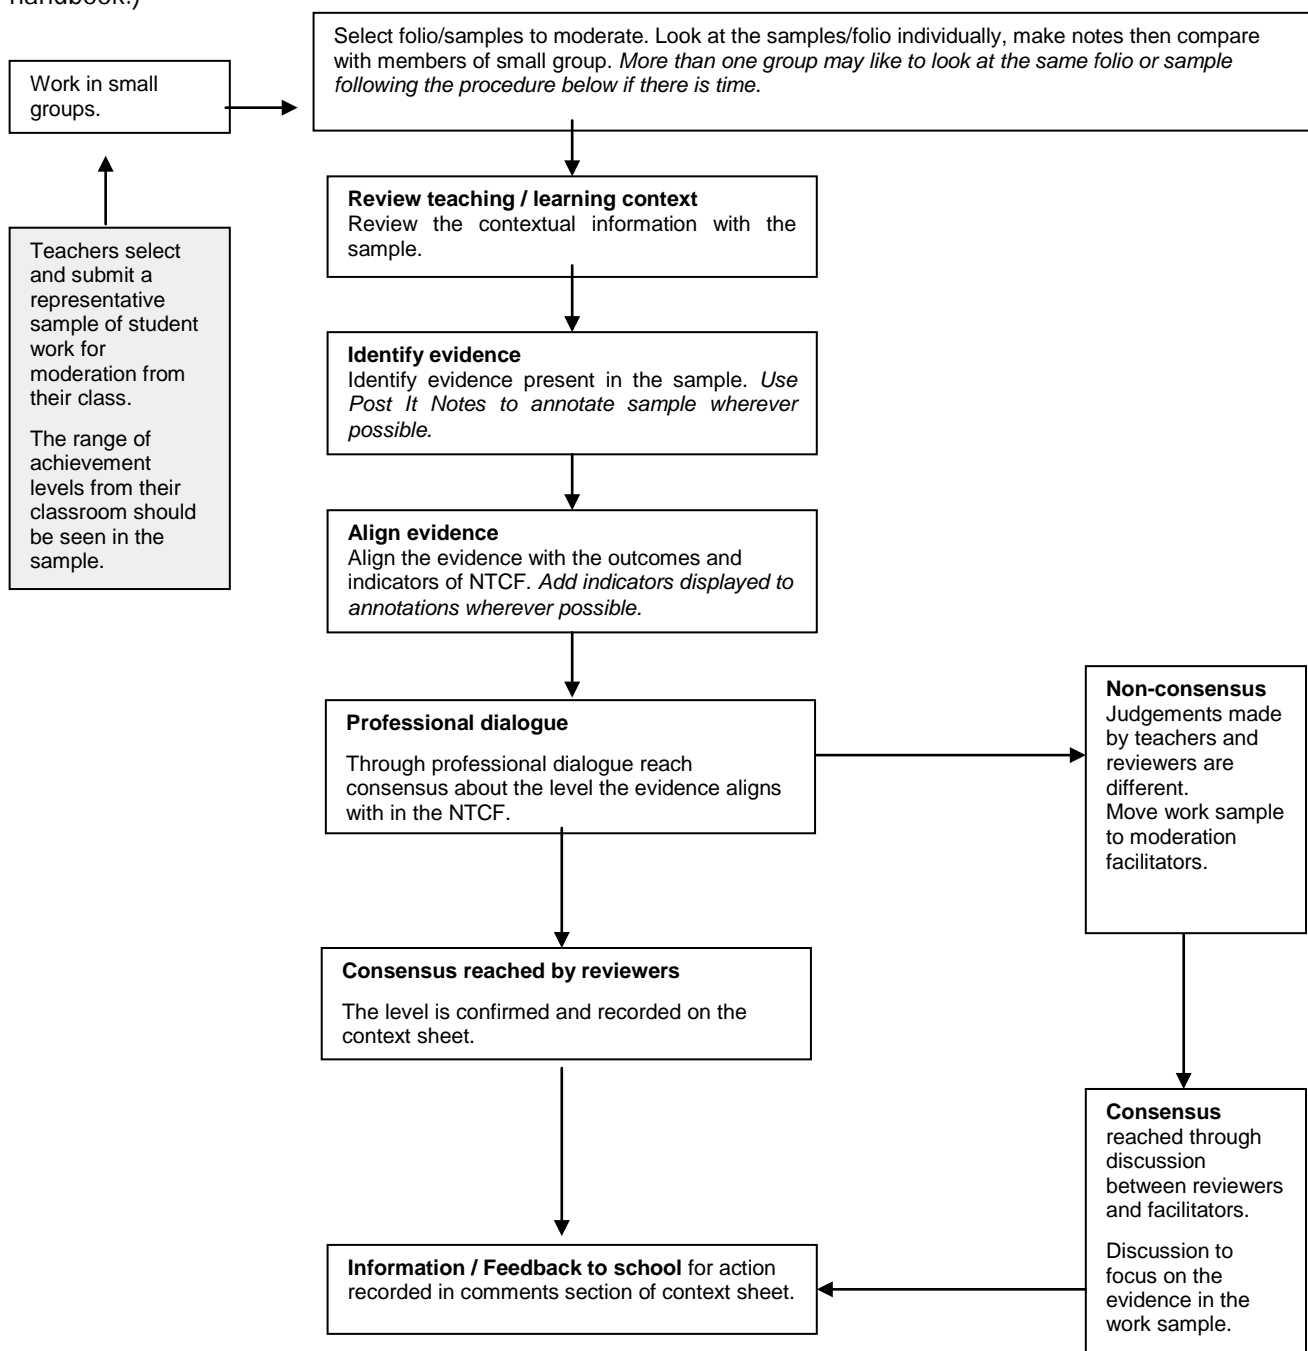 handbook.)
Select folio/samples to moderate. Look at the samples/folio individually, make notes then compare
with members of small group. More than one group may like to look at the same folio or sample
following the procedure below if there is time.
Work in small
groups.
Teachers select
and submit a
representative
sample of student
work for
moderation from
their class.
The range of
achievement
levels from their
classroom should
be seen in the
sample.
Review teaching / learning context
Review the contextual information with the
sample.
Identify evidence
Identify evidence present in the sample. Use
Post It Notes to annotate sample wherever
possible.
Align evidence
Align the evidence with the outcomes and
indicators of NTCF. Add indicators displayed to
annotations wherever possible.
Professional dialogue
Through professional dialogue reach
consensus about the level the evidence aligns
with in the NTCF.
Non-consensus
Judgements made
by teachers and
reviewers are
different.
Move work sample
to moderation
facilitators.
Consensus reached by reviewers
The level is confirmed and recorded on the
context sheet.
Consensus
reached through
discussion
between reviewers
and facilitators.
Discussion to
focus on the
evidence in the
work sample.
Information / Feedback to school for action
recorded in comments section of context sheet.